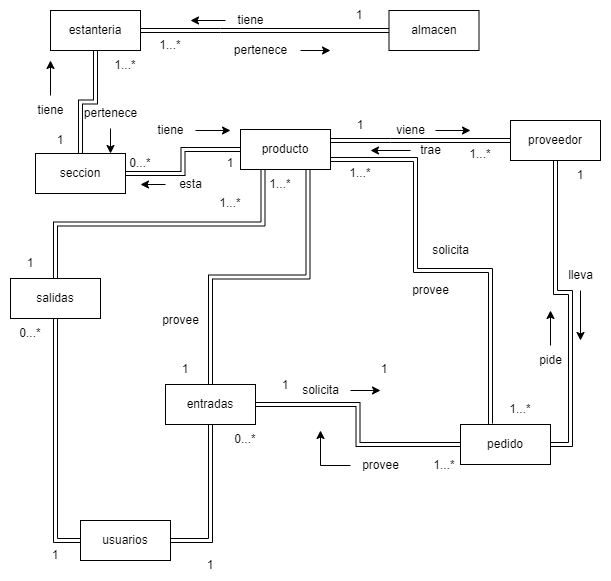 tiene
1
estanteria
almacen
1...*
pertenece
1...*
tiene
pertenece
1
tiene
1
viene
proveedor
producto
trae
1...*
0...*
1
seccion
esta
1...*
1...*
1
1...*
solicita
1
lleva
provee
salidas
provee
0...*
pide
1
1
solicita
1
entradas
1...*
0...*
pedido
provee
1...*
usuarios
1
1